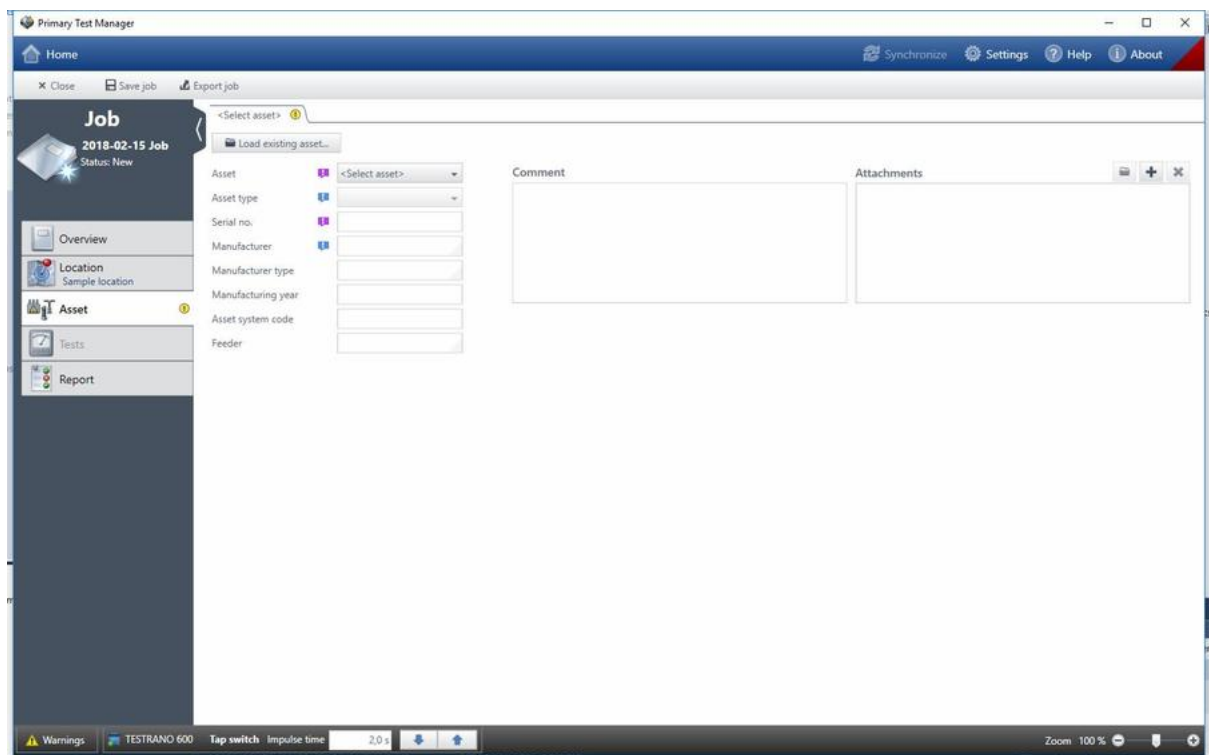 Primary Test Manager
Home
Synchronize Settings Help About
Close Save job Export job
Job
2018-02-15 Job
Status: New
Overview
Location
Sample location
Asset
Tests
Report
<Select asset>
Load existing asset...
Asset <Select asset>
Asset type
Serial no.
Manufacturer
Manufacturer type
Manufacturing year
Asset system code
Feeder
Comment
Attachments
Warnings TESTRANO 600 Tap switch Impulse time 2,0 s
Zoom 100 %